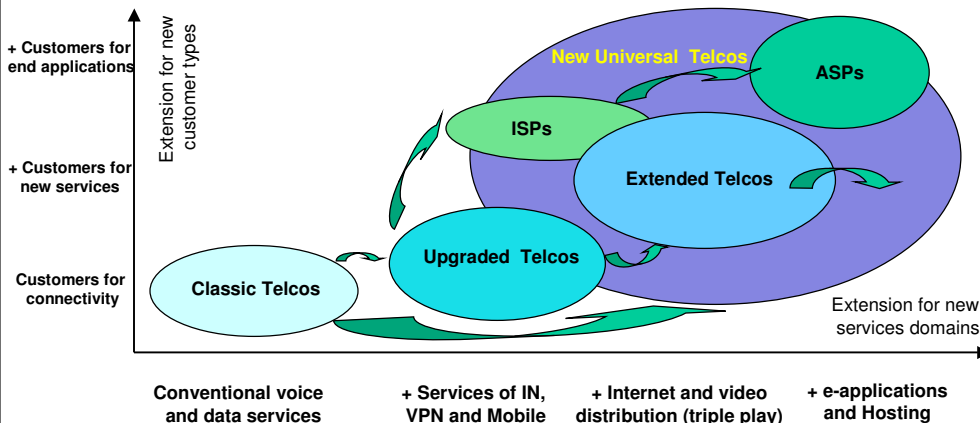 + Customers for
end applications
Extension for new
customer types
New Universal Telcos
ASPs
ISPs
+ Customers for
new services
Extended Telcos
Upgraded Telcos
Customers for
connectivity
Classic Telcos
Extension for new
services domains
Conventional voice
and data services
+ Services of IN,
VPN and Mobile
+ Internet and video
distribution (triple play)
+ e-applications
and Hosting